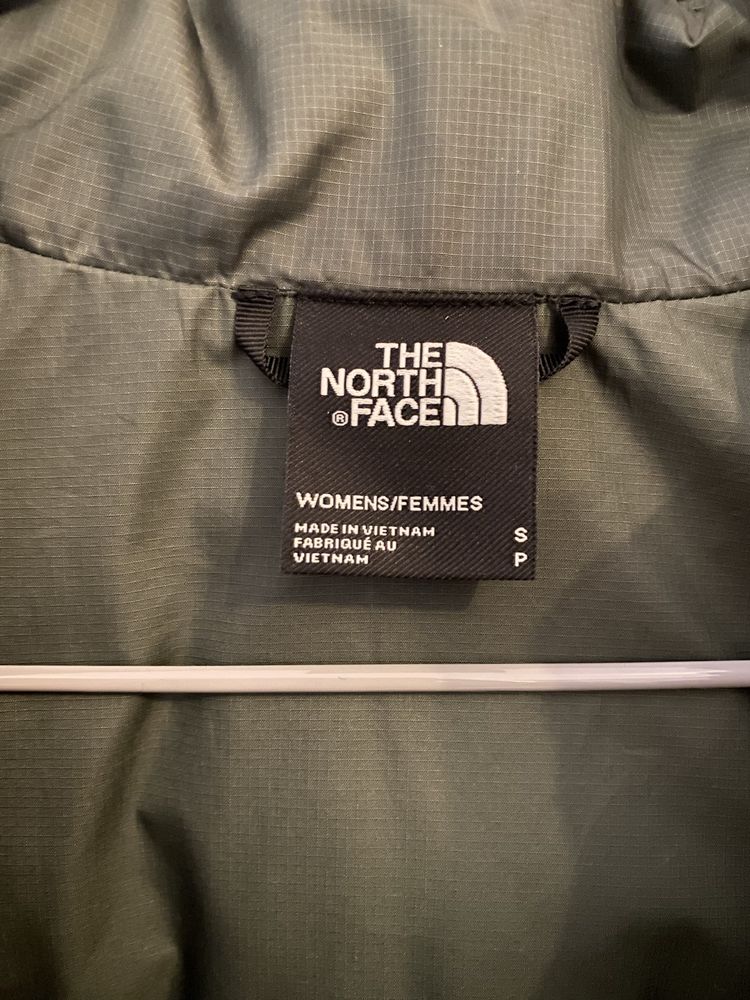 THE
NORTH
® FACE
WOMENS/FEMMES
MADE IN VIETNAM
FABRIQUÉ AU
VIETNAM
S
P